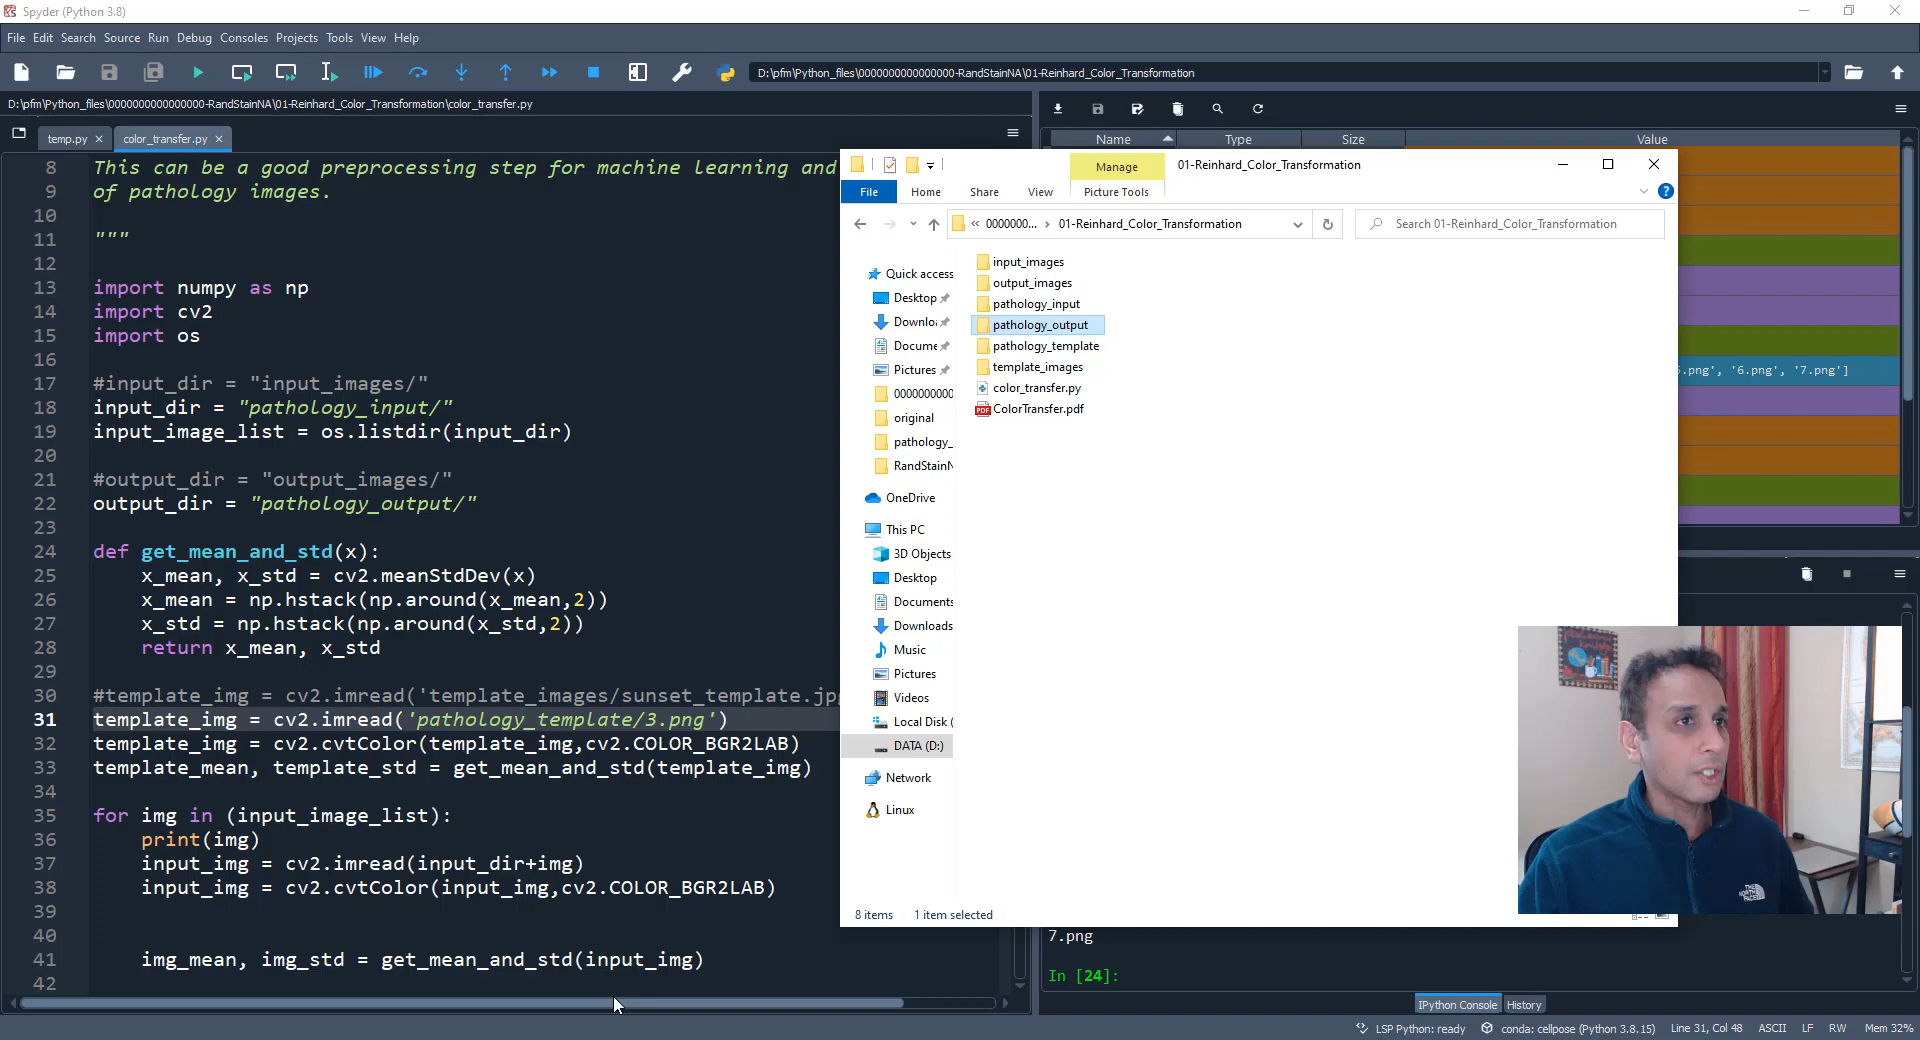 Spyder (Python 3.8)
File Edit Search Source Run Debug Consoles Projects Tools View Help
D:\pfm\Python_files\0000000000000000-RandStainNA\01-Reinhard_Color_Transformation
D:\pfm\Python_files\0000000000000000-RandStainNA\01-Reinhard_Color_Transformation\color_transfer.py
temp.py
color_transfer.py
8 This can be a good preprocessing step for machine learning and
9 of pathology images.
10
11 """
12
13 import numpy as np
14 import cv2
15 import os
16
17 #input_dir = "input_images/"
18 input_dir = "pathology_input/"
19 input_image_list = os.listdir(input_dir)
20
21 #output_dir = "output_images/"
22 output_dir = "pathology_output/"
23
24 def get_mean_and_std(x):
25 x_mean, x_std = cv2.meanStdDev(x)
26 x_mean = np.hstack(np.around(x_mean,2))
27 x_std = np.hstack(np.around(x_std,2))
28 return x_mean, x_std
29
30 #template_img = cv2.imread('template_images/sunset_template.jpg
31 template_img = cv2.imread('pathology_template/3.png')
32 template_img = cv2.cvtColor(template_img,cv2.COLOR_BGR2LAB)
33 template_mean, template_std = get_mean_and_std(template_img)
34
35 for img in (input_image_list):
36 print(img)
37 input_img = cv2.imread(input_dir+img)
38 input_img = cv2.cvtColor(input_img,cv2.COLOR_BGR2LAB)
39
40
41 img_mean, img_std = get_mean_and_std(input_img)
42
Name Type Size Value
.png', '6.png', '7.png']
Manage
01-Reinhard_Color_Transformation
File Home Share View Picture Tools
« 0000000... › 01-Reinhard_Color_Transformation
Search 01-Reinhard_Color_Transformation
Quick access
Desktop
Downlo
Docume
Pictures
0000000000
original
pathology_
RandStainN
OneDrive
This PC
3D Objects
Desktop
Documents
Downloads
Music
Pictures
Videos
Local Disk (
DATA (D:)
Network
Linux
input_images
output_images
pathology_input
pathology_output
pathology_template
template_images
color_transfer.py
PDF ColorTransfer.pdf
8 items 1 item selected
THE NORTH FACE
7.png
In [24]:
IPython Console History
LSP Python: ready conda: cellpose (Python 3.8.15) Line 31, Col 48 ASCII LF RW Mem 32%